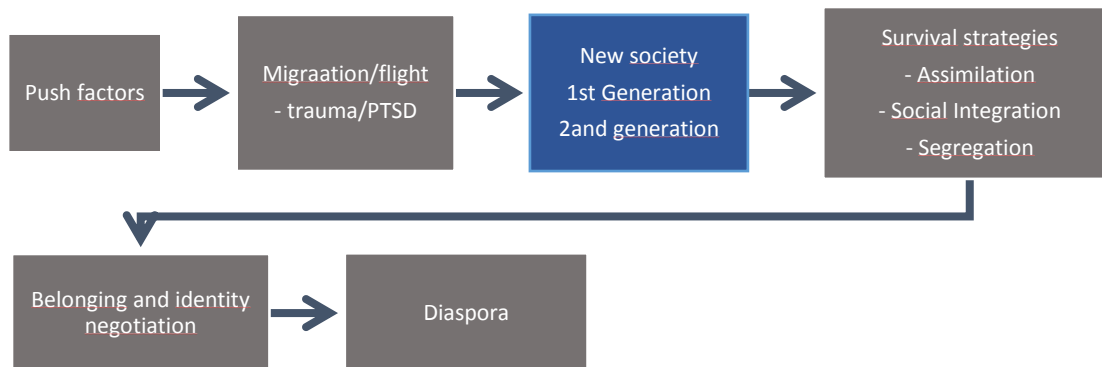 Push factors
Migraation/flight
- trauma/PTSD
New society
1st Generation
2and generation
Survival strategies
- Assimilation
- Social Integration
- Segregation
Belonging and identity
negotiation
Diaspora